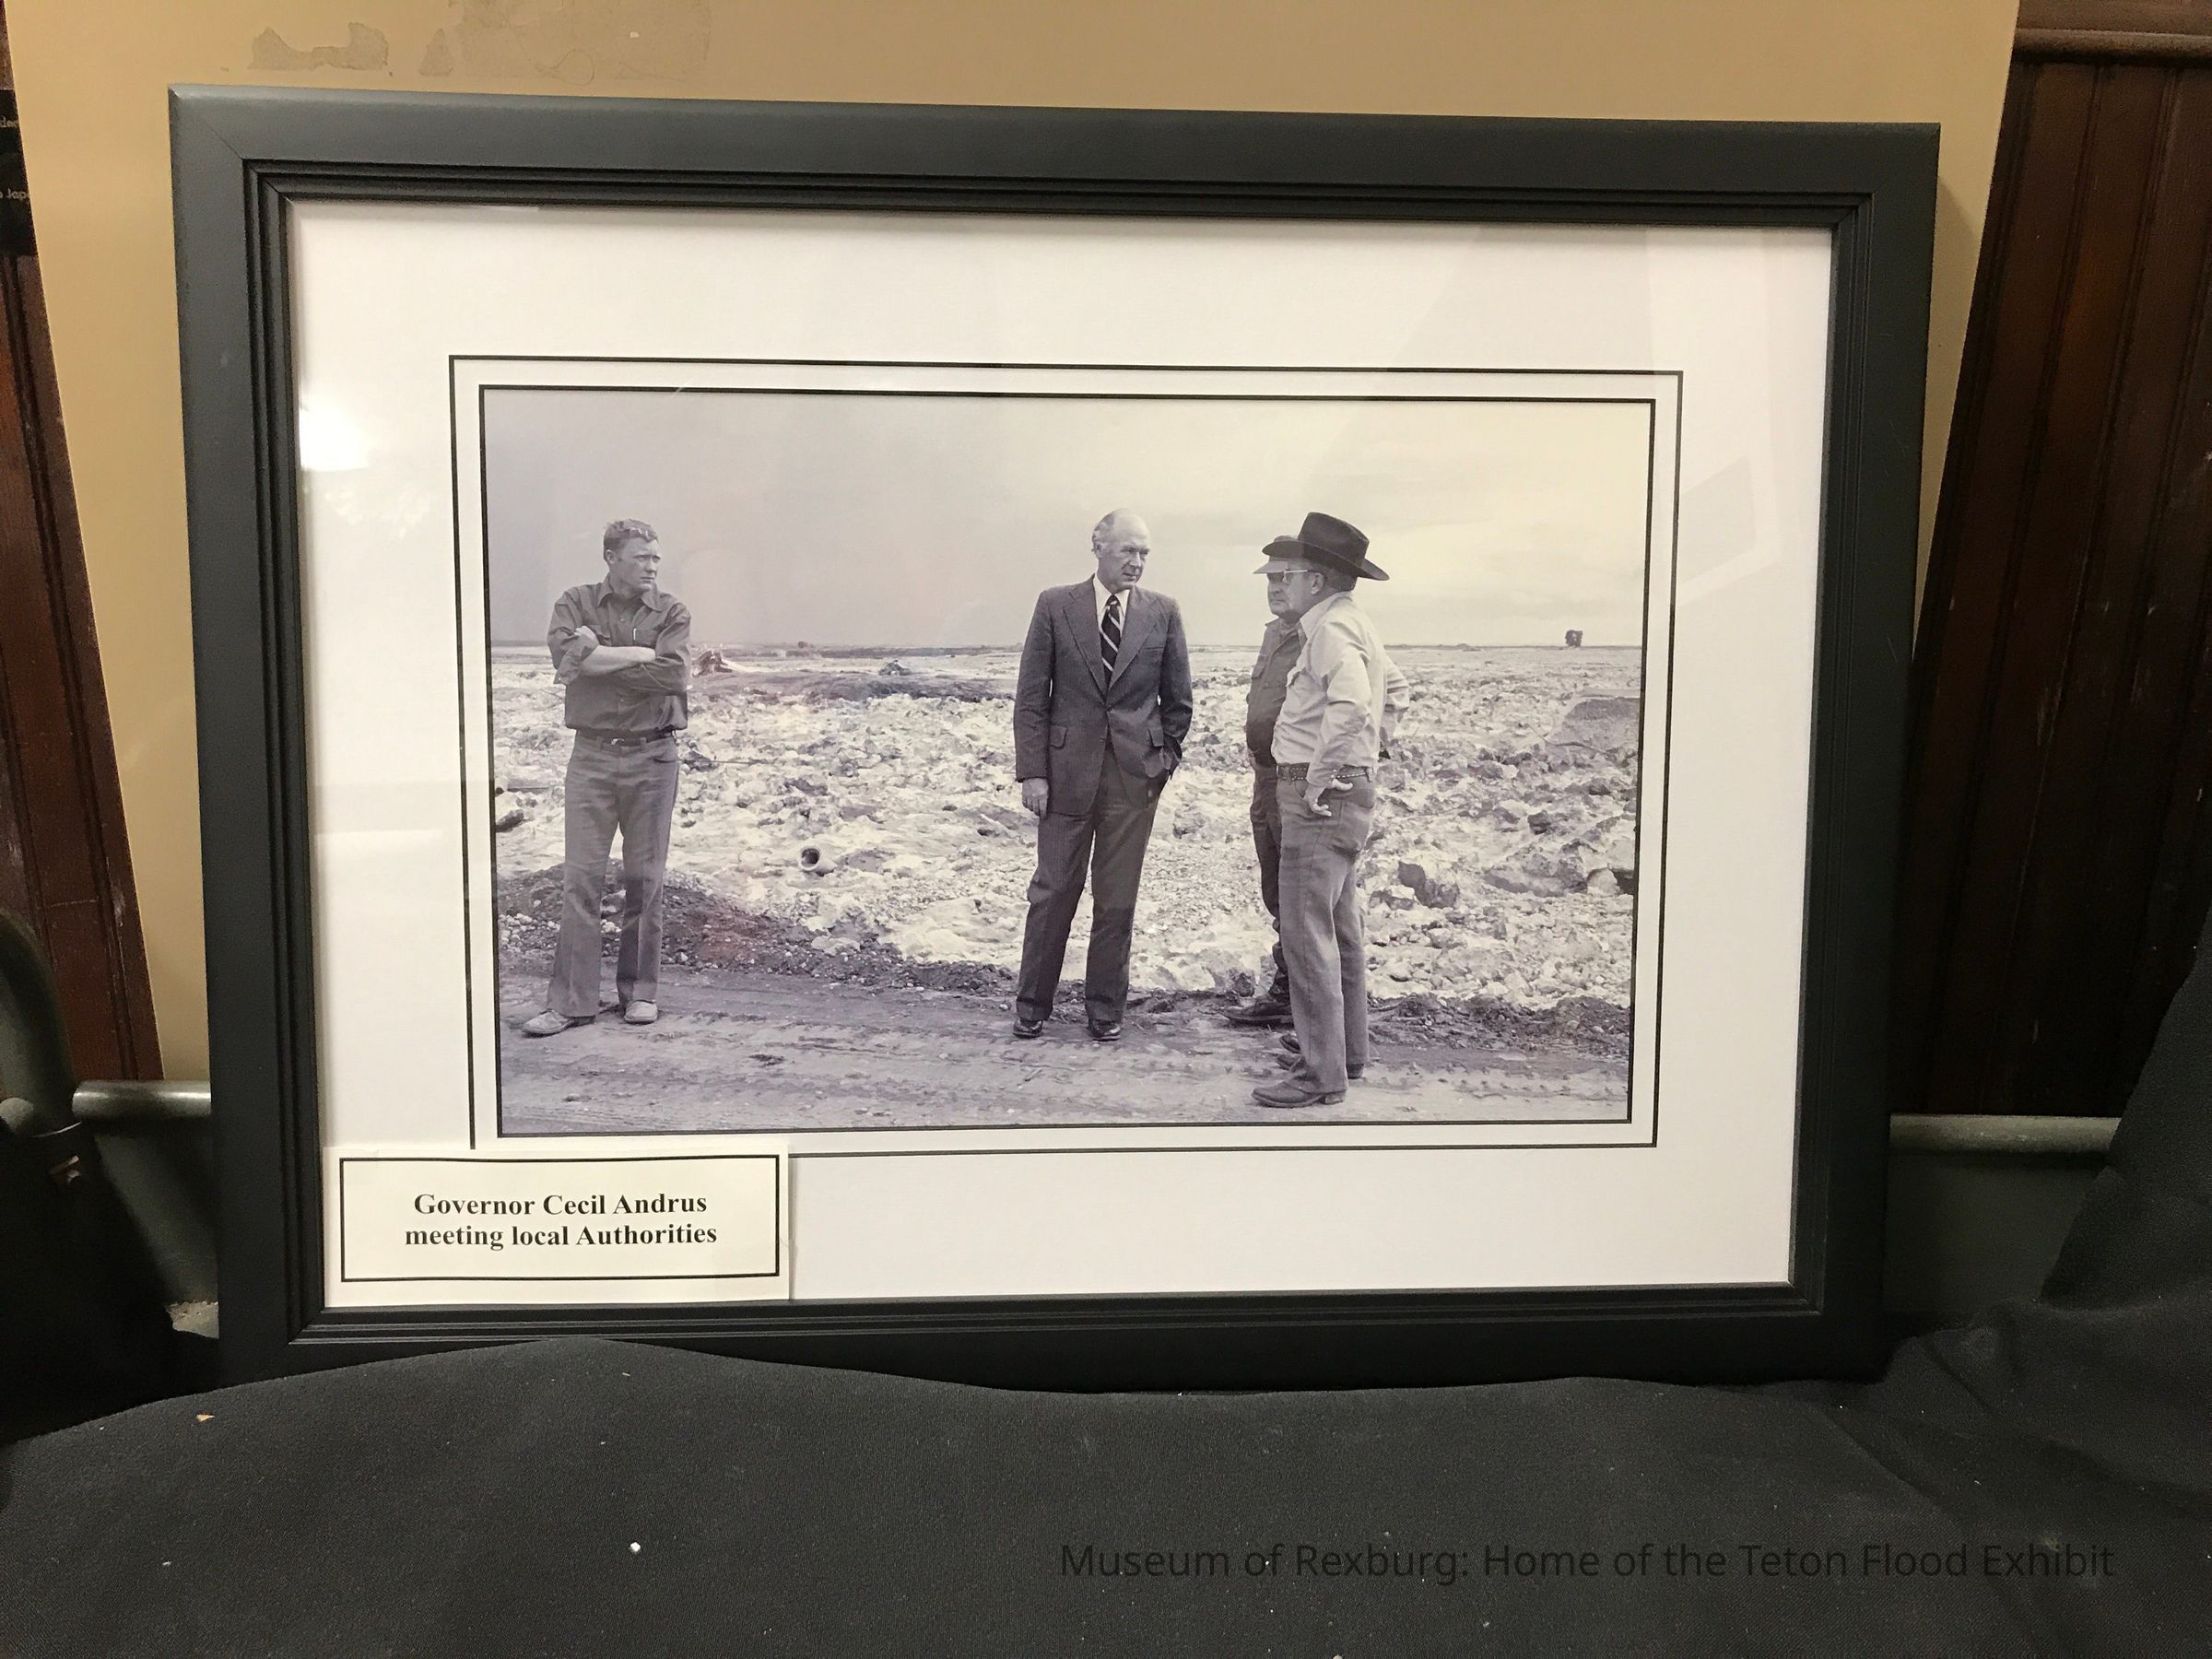 Governor Cecil Andrus
meeting local Authorities
Museum of Rexburg: Home of the Teton Flood Exhibit